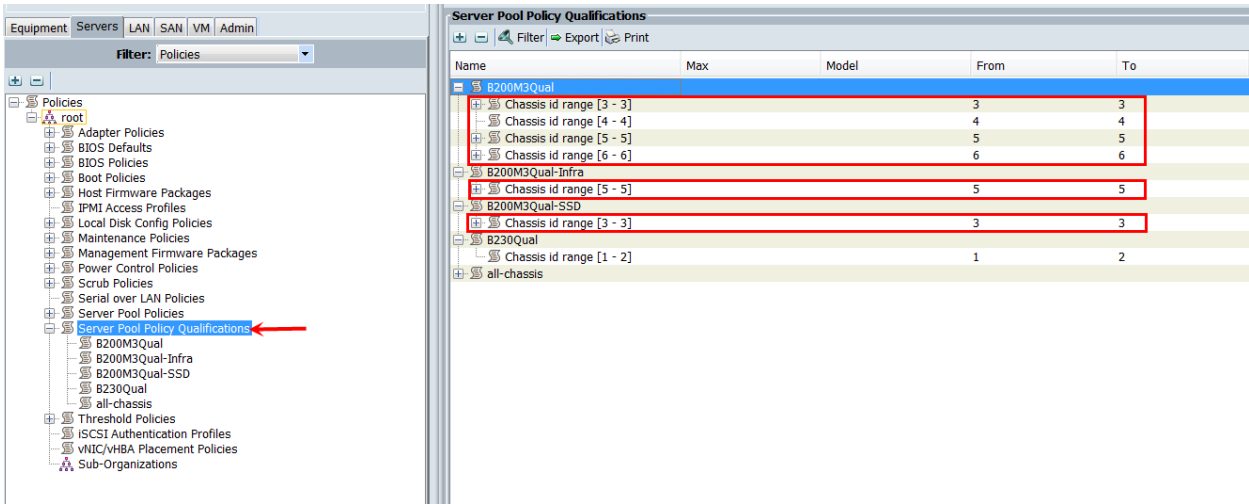 Equipment Servers LAN SAN VM Admin
Filter: Policies
Policies
root
Adapter Policies
BIOS Defaults
BIOS Policies
Boot Policies
Host Firmware Packages
IPMI Access Profiles
Local Disk Config Policies
Maintenance Policies
Management Firmware Packages
Power Control Policies
Scrub Policies
Serial over LAN Policies
Server Pool Policies
Server Pool Policy Qualifications
B200M3Qual
B200M3Qual-Infra
B200M3Qual-SSD
B230Qual
all-chassis
Threshold Policies
iSCSI Authentication Profiles
vNIC/vHBA Placement Policies
Sub-Organizations
Server Pool Policy Qualifications
Filter Export Print
Name Max Model From To
B200M3Qual
Chassis id range [3 - 3] 3 3
Chassis id range [4 - 4] 4 4
Chassis id range [5 - 5] 5 5
Chassis id range [6 - 6] 6 6
B200M3Qual-Infra
Chassis id range [5 - 5] 5 5
B200M3Qual-SSD
Chassis id range [3 - 3] 3 3
B230Qual
Chassis id range [1 - 2] 1 2
all-chassis